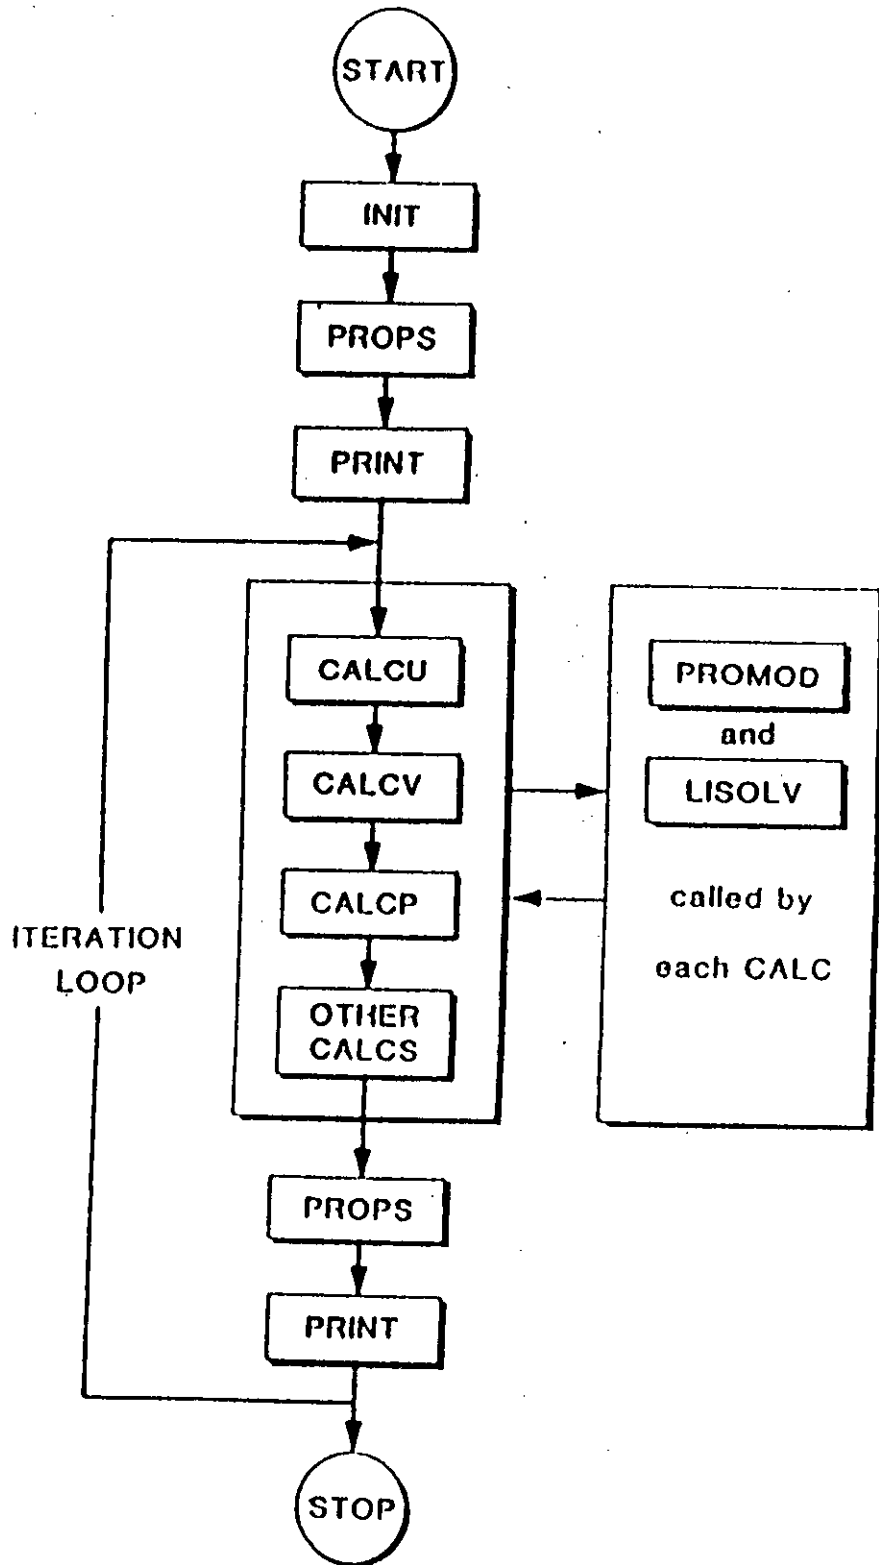 START
INIT
PROPS
PRINT
CALCU
CALCV
CALCP
OTHER
CALCS
PROMOD
and
LISOLV
called by
each CALC
ITERATION
LOOP
PROPS
PRINT
STOP